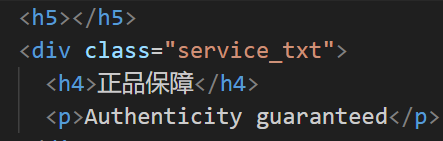 <h5></h5>
<div class="service_txt">
<h4>正品保障</h4>
<p>Authenticity guaranteed</p>